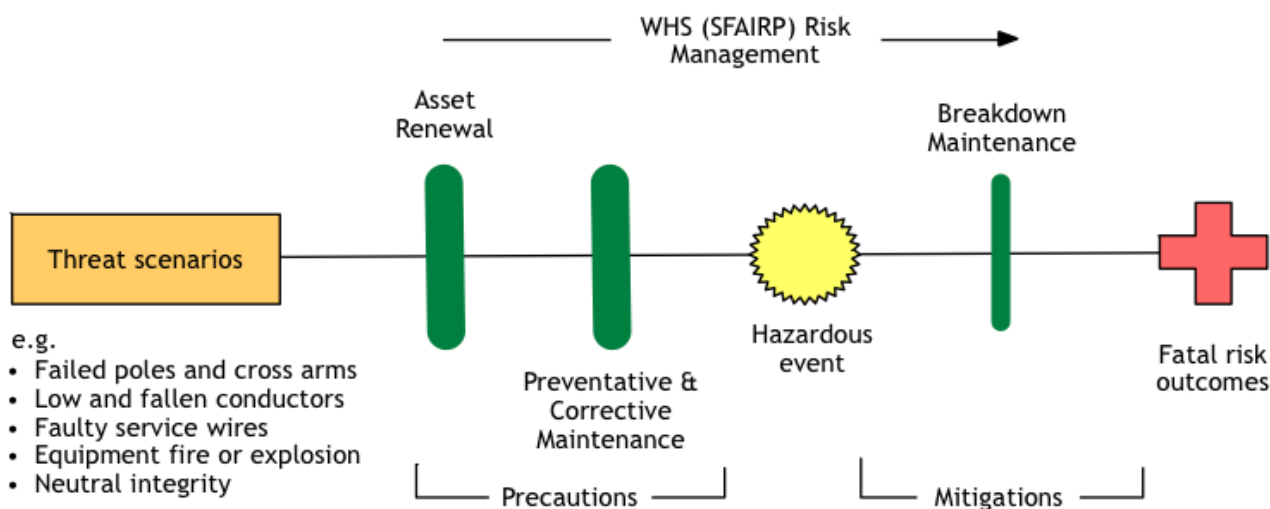 WHS (SFAIRP) Risk
Management
Asset
Renewal
Breakdown
Maintenance
Threat scenarios
Hazardous
event
Fatal risk
outcomes
e.g.
• Failed poles and cross arms
• Low and fallen conductors
• Faulty service wires
• Equipment fire or explosion
• Neutral integrity
Preventative &
Corrective
Maintenance
Precautions
Mitigations